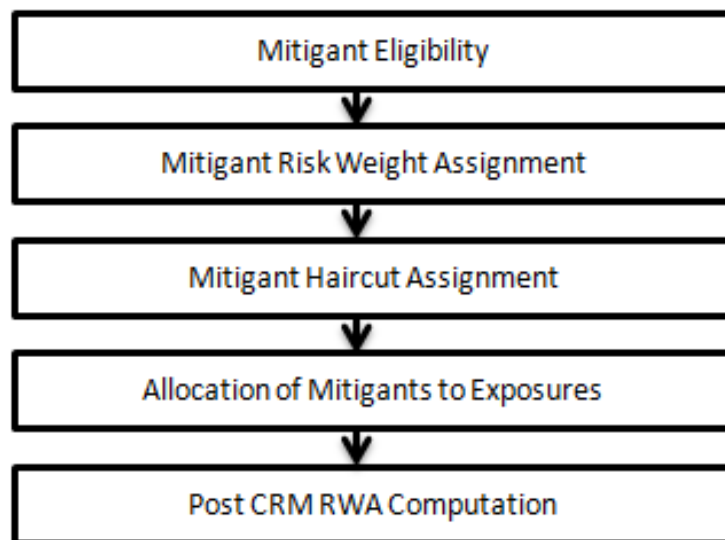 Mitigant Eligibility
Mitigant Risk Weight Assignment
Mitigant Haircut Assignment
Allocation of Mitigants to Exposures
Post CRM RWA Computation